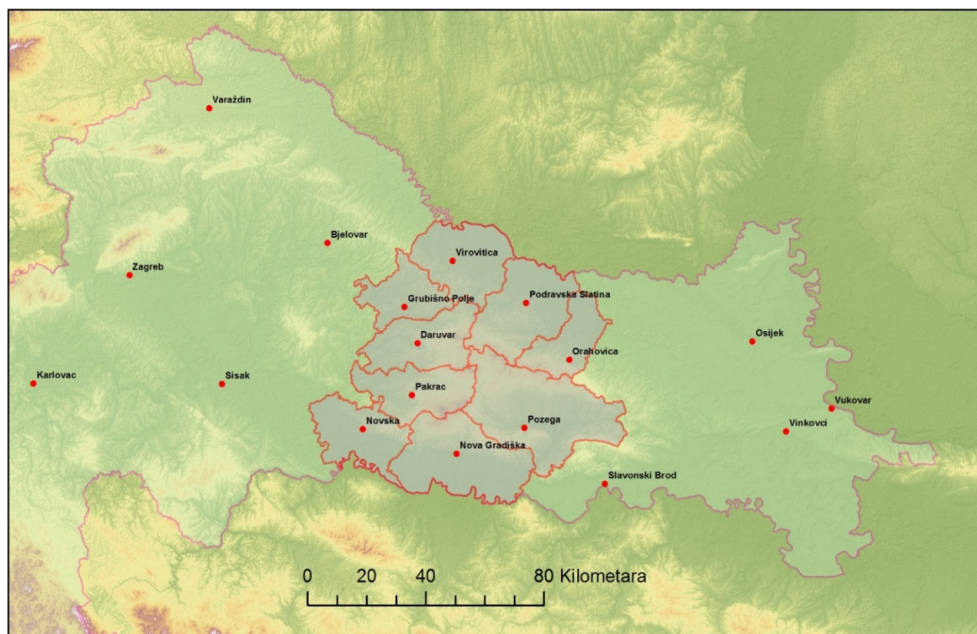 Varaždin
Bjelovar
Virovitica
Zagreb
Grubišno Polje
Podravska Slatina
Daruvar
Osijek
Orahovica
Karlovac
Sisak
Pakrac
Vukovar
Novska
Pozega
Vinkovci
Nova Gradiška
Slavonski Brod
0 20 40 80 Kilometara